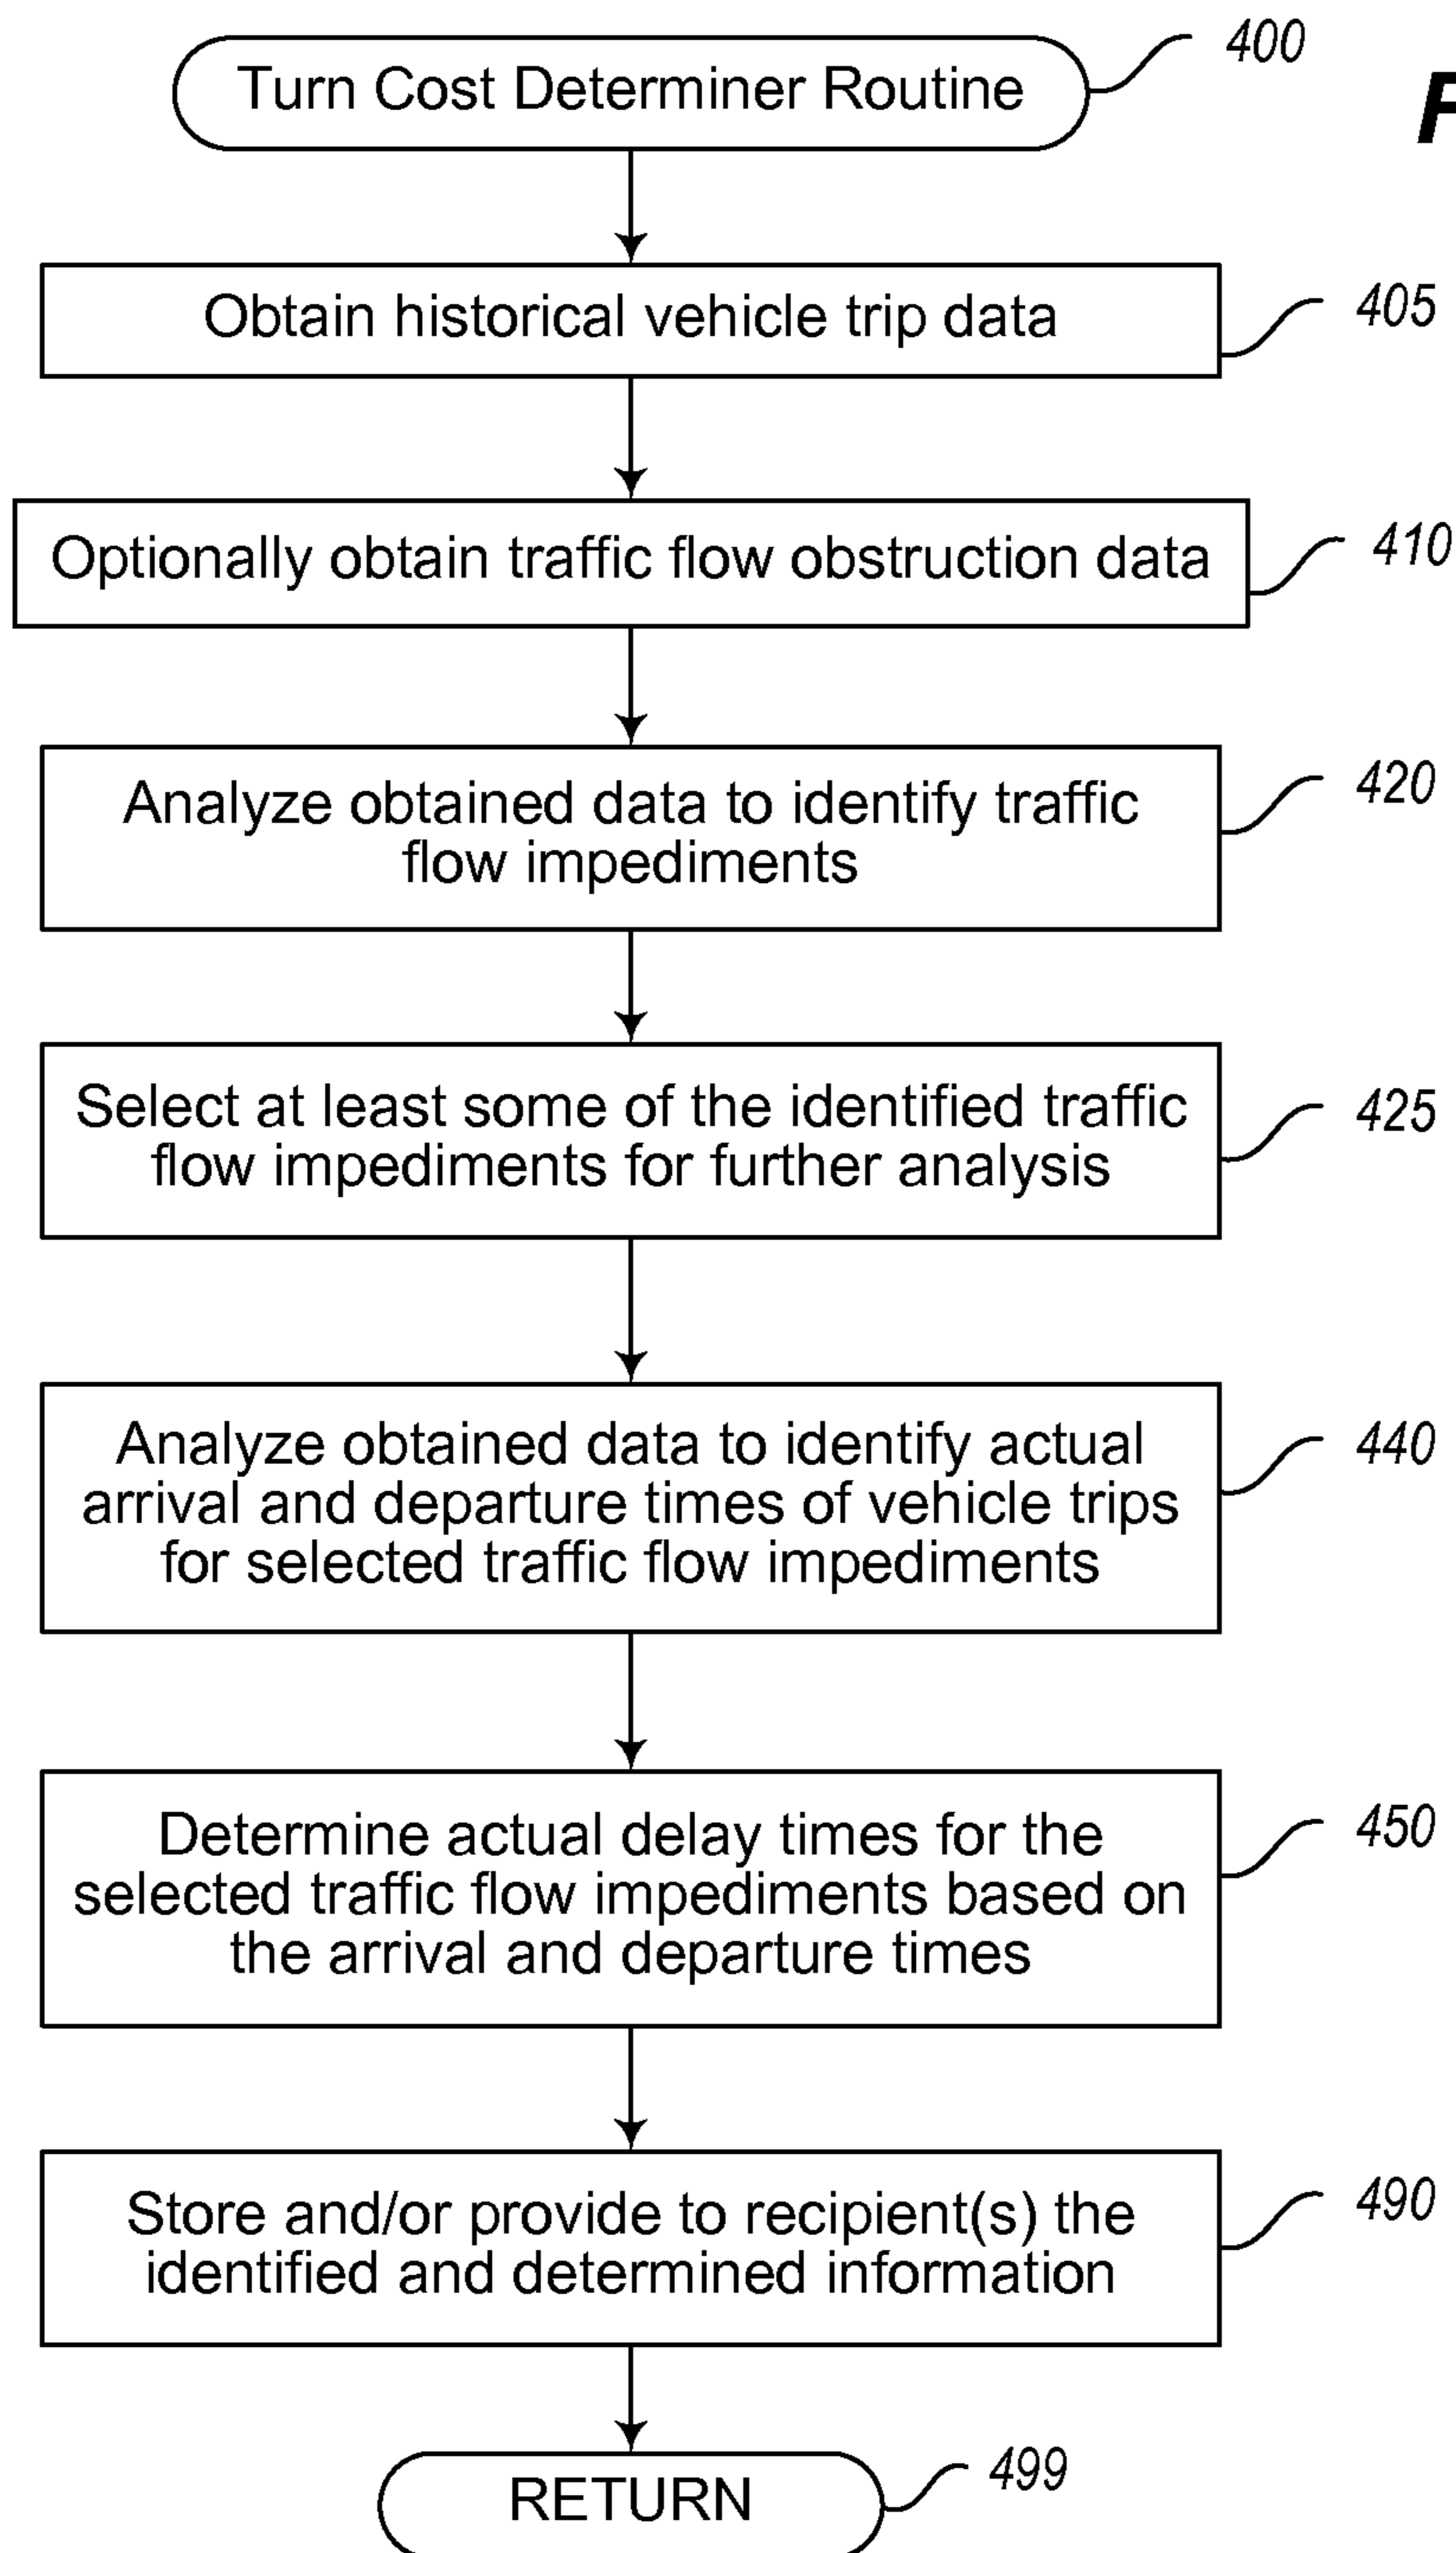 Turn Cost Determiner Routine
400
Obtain historical vehicle trip data
405
Optionally obtain traffic flow obstruction data
410
Analyze obtained data to identify traffic
flow impediments
420
Select at least some of the identified traffic
flow impediments for further analysis
425
Analyze obtained data to identify actual
arrival and departure times of vehicle trips
for selected traffic flow impediments
440
Determine actual delay times for the
selected traffic flow impediments based on
the arrival and departure times
450
Store and/or provide to recipient(s) the
identified and determined information
490
RETURN
499